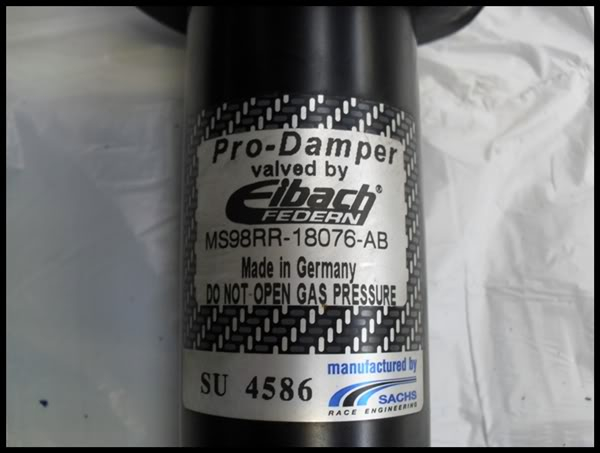 Pro-Damper
valved by
Eibach®
FEDERN
MS98RR-18076-AB
Made in Germany
DO NOT OPEN GAS PRESSURE
SU 4586
manufactured by
SACHS
RACE ENGINEERING